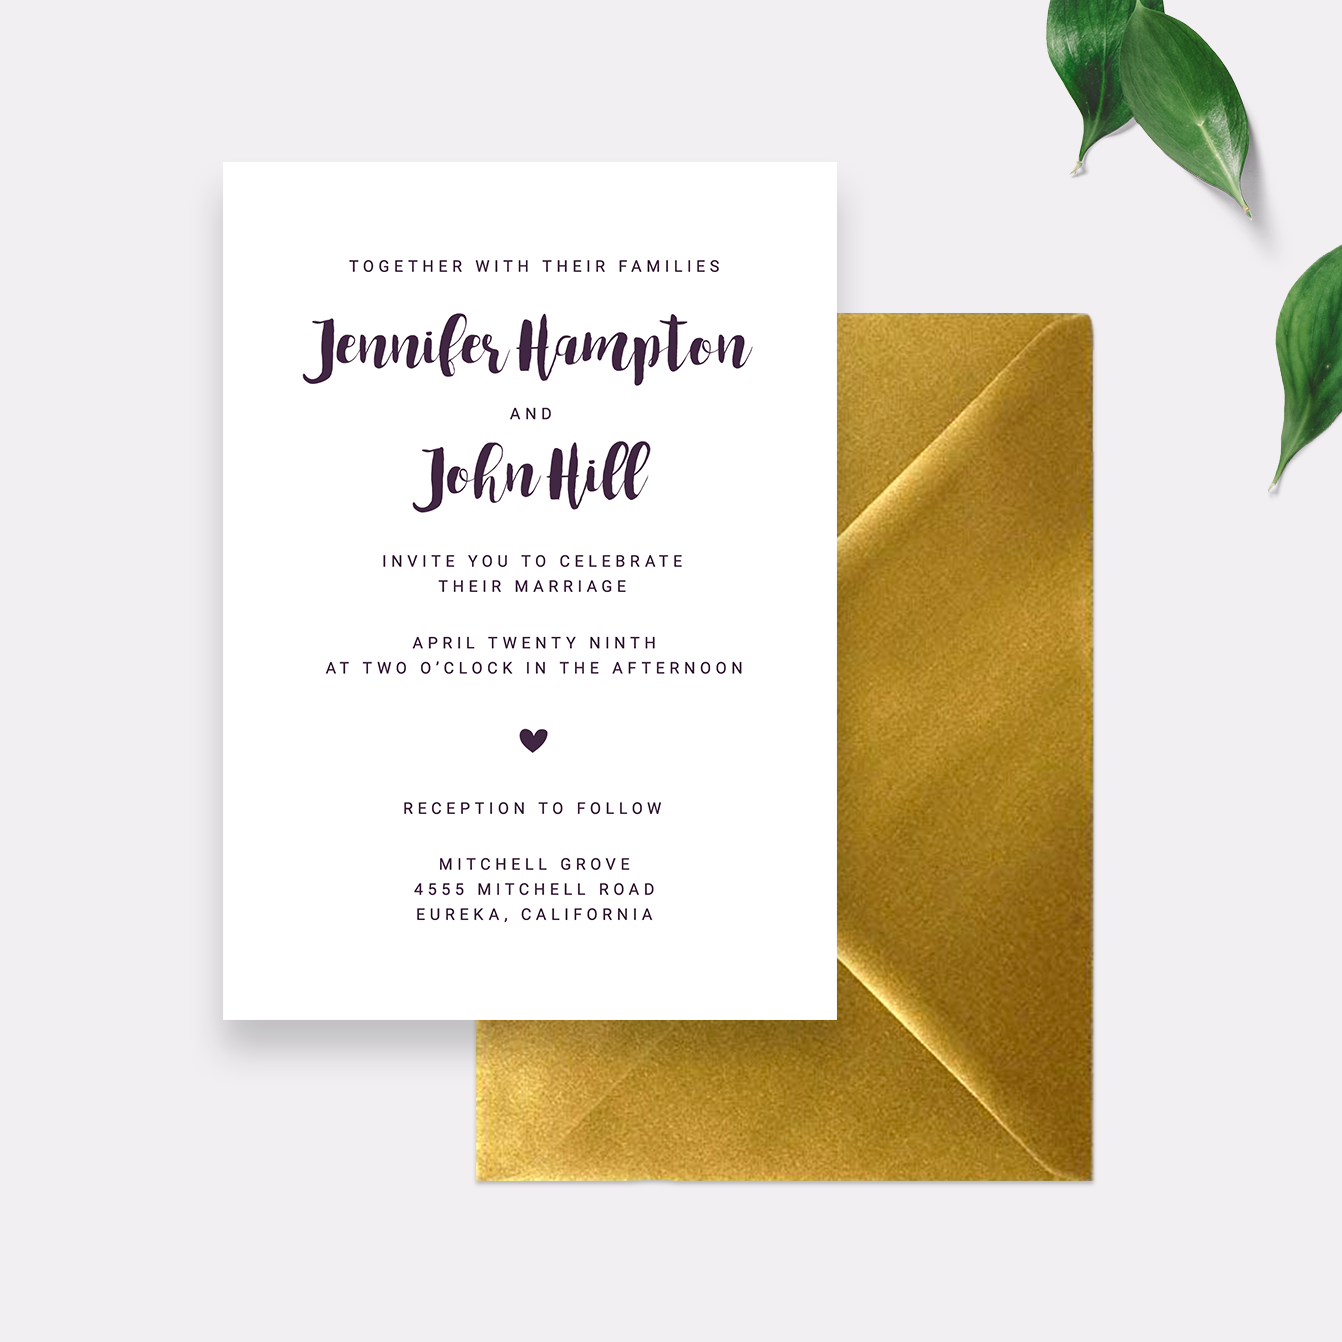 TOGETHER WITH THEIR FAMILIES
Jennifer Hampton
AND
John Hill
INVITE YOU TO CELEBRATE
THEIR MARRIAGE
APRIL TWENTY NINTH
AT TWO O’CLOCK IN THE AFTERNOON
RECEPTION TO FOLLOW
MITCHELL GROVE
4555 MITCHELL ROAD
EUREKA, CALIFORNIA